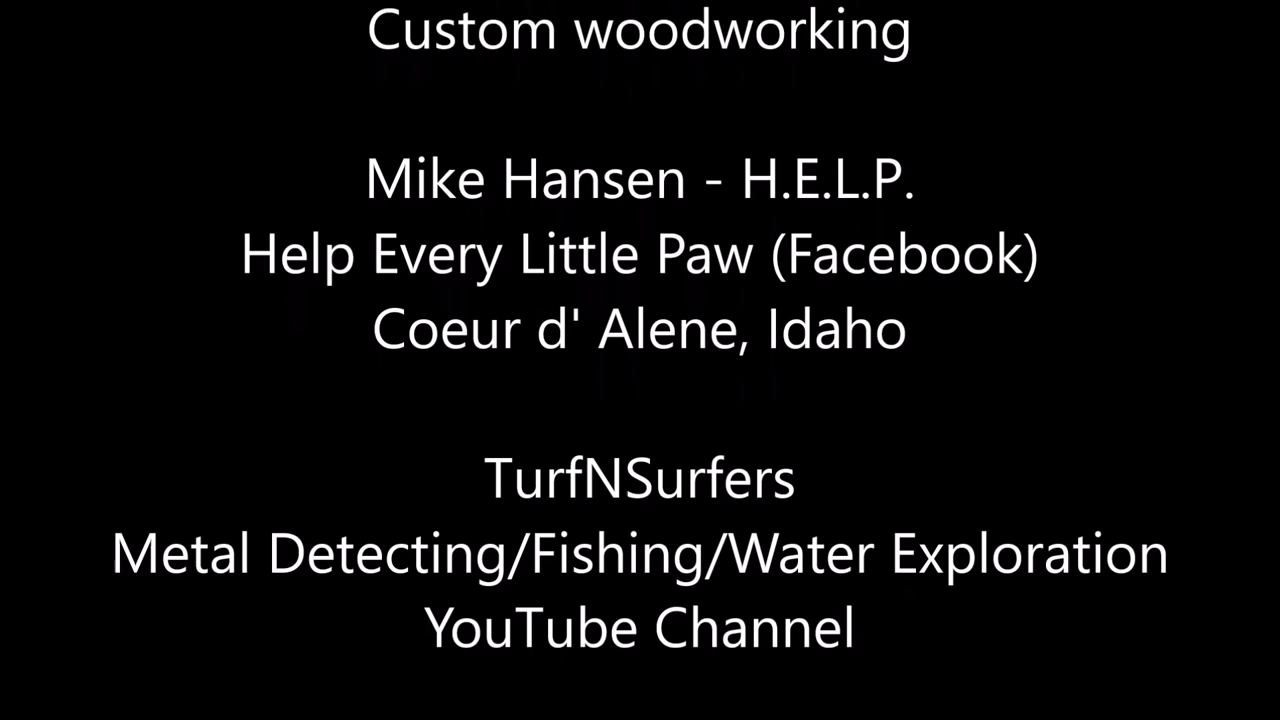 Custom woodworking
Mike Hansen - H.E.L.P.
Help Every Little Paw (Facebook)
Coeur d' Alene, Idaho
TurfNSurfers
Metal Detecting/Fishing/Water Exploration
YouTube Channel